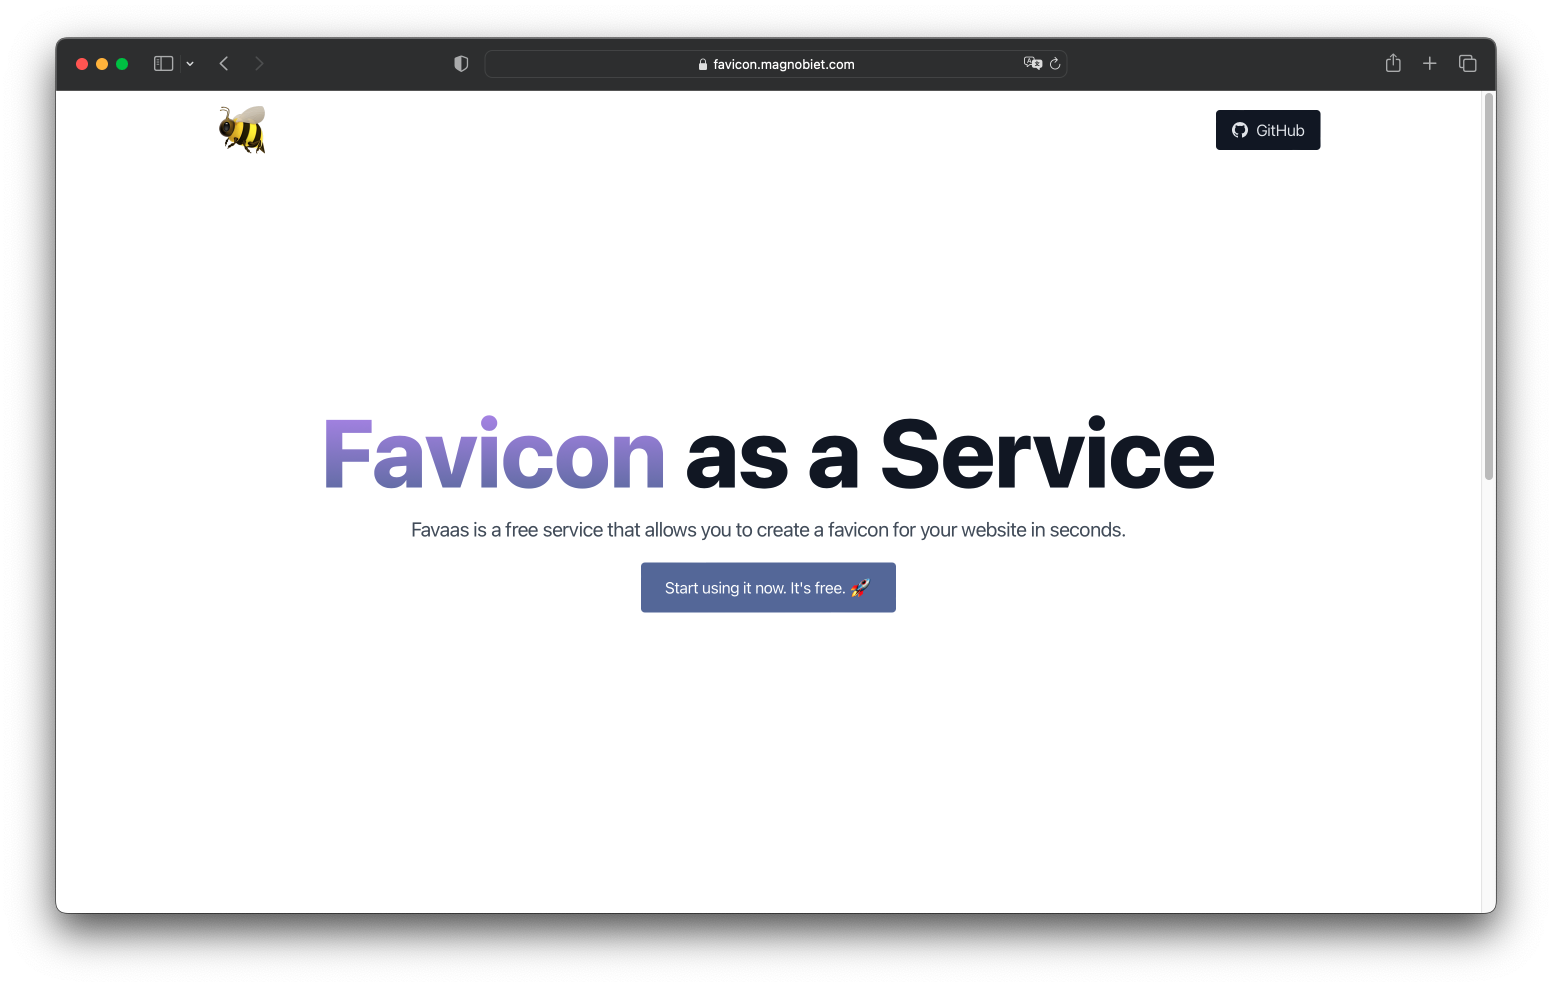 favicon.magnobiet.com
GitHub
Favicon as a Service
Favaas is a free service that allows you to create a favicon for your website in seconds.
Start using it now. It's free. 🚀